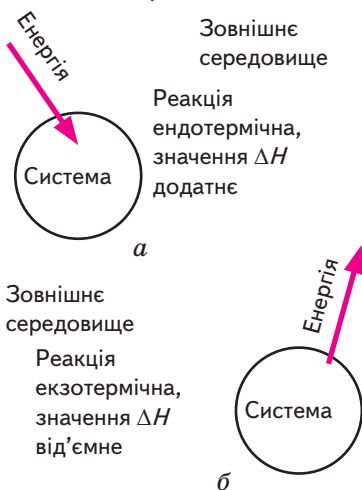 Енергія
Зовнішнє
середовище
Реакція
ендотермічна,
значення ΔH
додатнє
Система
а
Зовнішнє
середовище
Реакція
екзотермічна,
значення ΔH
від’ємне
Енергія
Система
б